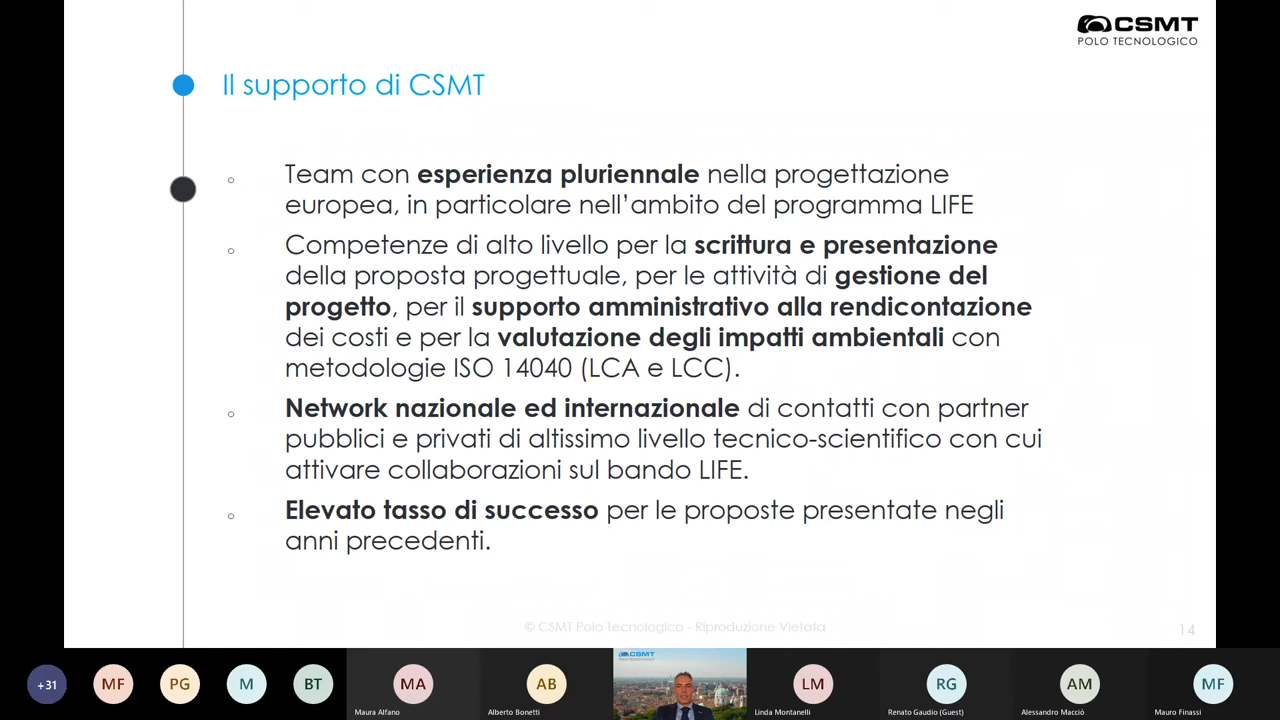 CSMT
POLO TECNOLOGICO
Il supporto di CSMT
Team con esperienza pluriennale nella progettazione
europea, in particolare nell'ambito del programma LIFE
Competenze di alto livello per la scrittura e presentazione
della proposta progettuale, per le attività di gestione del
progetto, per il supporto amministrativo alla rendicontazione
dei costi e per la valutazione degli impatti ambientali con
metodologie ISO 14040 (LCA e LCC).
Network nazionale ed internazionale di contatti con partner
pubblici e privati di altissimo livello tecnico-scientifico con cui
attivare collaborazioni sul bando LIFE.
Elevato tasso di successo per le proposte presentate negli
anni precedenti.
© CSMT Polo Tecnologico - Riproduzione Vietata
14
+31
MF
PG
M
BT
MA
Maura Alfano
AB
Alberto Bonetti
CSMT
POLO TECNOLOGICO
LM
Linda Montanelli
RG
Renato Gaudio (Guest)
AM
Alessandro Macciò
MF
Mauro Finassi